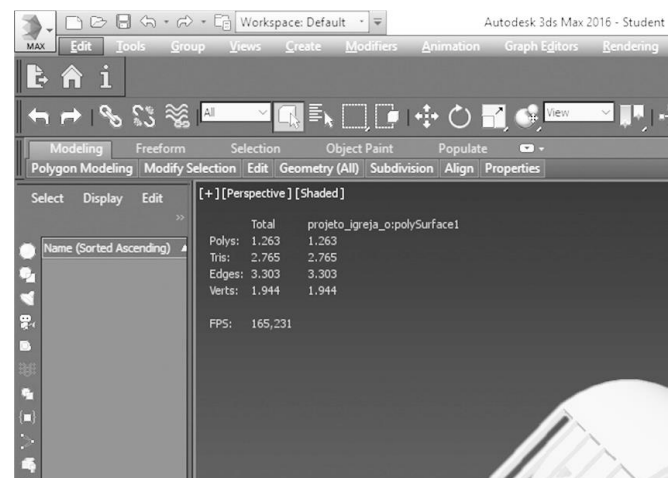 Workspace: Default
Autodesk 3ds Max 2016 - Student
MAX
Edit Tools Group Views Create Modifiers Animation Graph Editors Rendering
All
View
Modeling Freeform Selection Object Paint Populate
Polygon Modeling Modify Selection Edit Geometry (All) Subdivision Align Properties
Select Display Edit
Name (Sorted Ascending)
[+][Perspective][Shaded]
Total projeto_igreja_o:polySurface1
Polys: 1.263 1.263
Tris: 2.765 2.765
Edges: 3.303 3.303
Verts: 1.944 1.944
FPS: 165,231